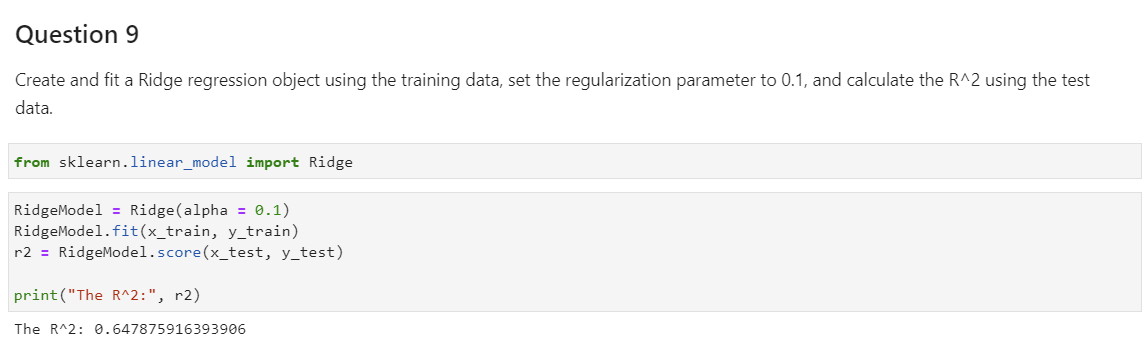 Question 9
Create and fit a Ridge regression object using the training data, set the regularization parameter to 0.1, and calculate the R^2 using the test
data.
from sklearn.linear_model import Ridge
RidgeModel = Ridge(alpha = 0.1)
RidgeModel.fit(x_train, y_train)
r2 = RidgeModel.score(x_test, y_test)
print("The R^2:", r2)
The R^2: 0.647875916393906